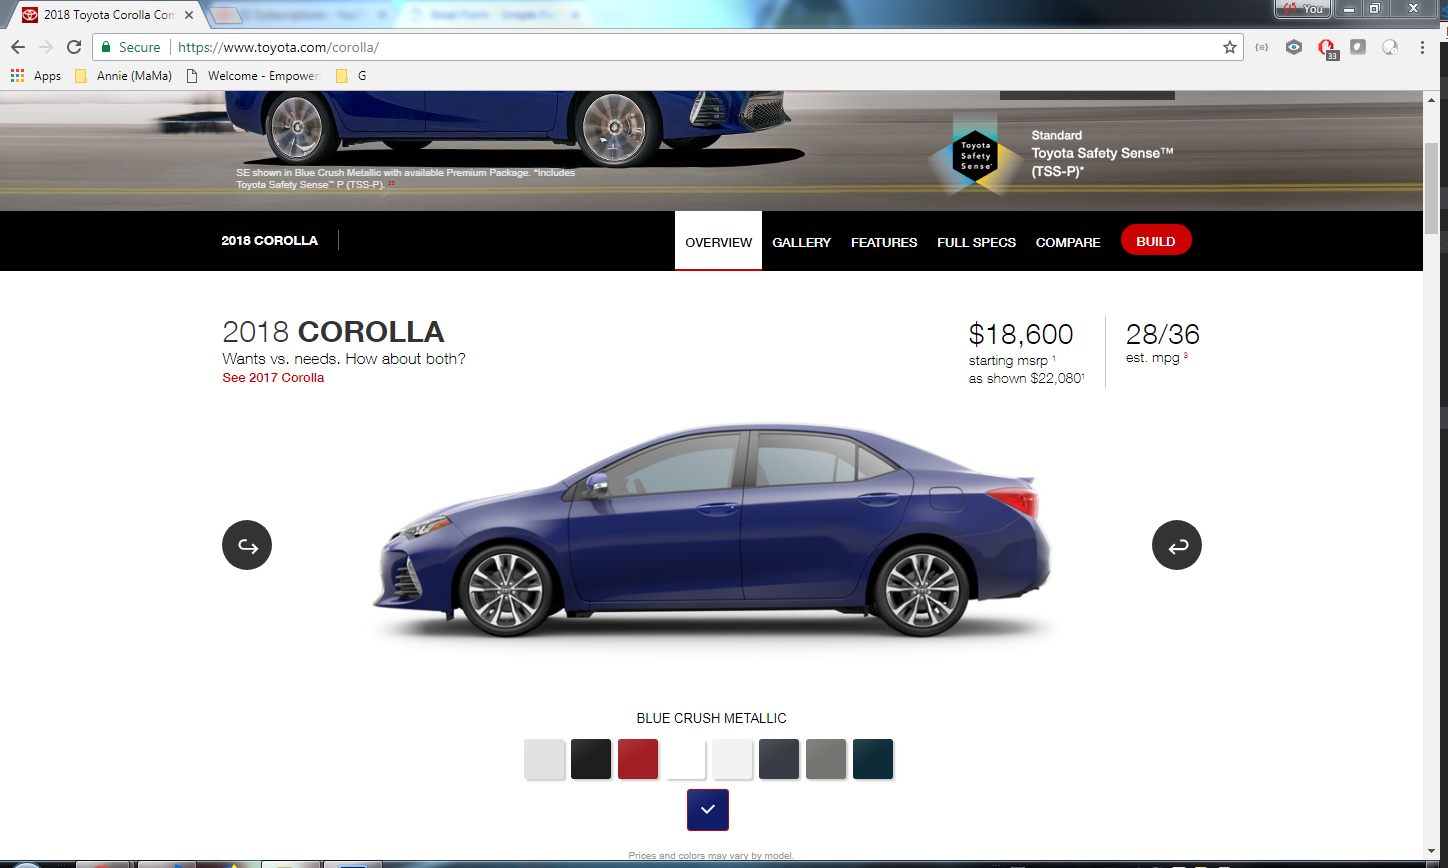 2018 Toyota Corolla Com
You
Secure
https://www.toyota.com/corolla/
33
Apps
Annie (MaMa)
Welcome - Empower
G
SE shown in Blue Crush Metallic with available Premium Package. *Includes
Toyota Safety Sense™ P (TSS-P). 25
Toyota
Safety
Sense
Standard
Toyota Safety Sense™
(TSS-P)*
2018 COROLLA
OVERVIEW
GALLERY
FEATURES
FULL SPECS
COMPARE
BUILD
2018 COROLLA
Wants vs. needs. How about both?
See 2017 Corolla
$18,600
starting msrp 1
as shown $22,0801
28/36
est. mpg 3
BLUE CRUSH METALLIC
Prices and colors may vary by model.